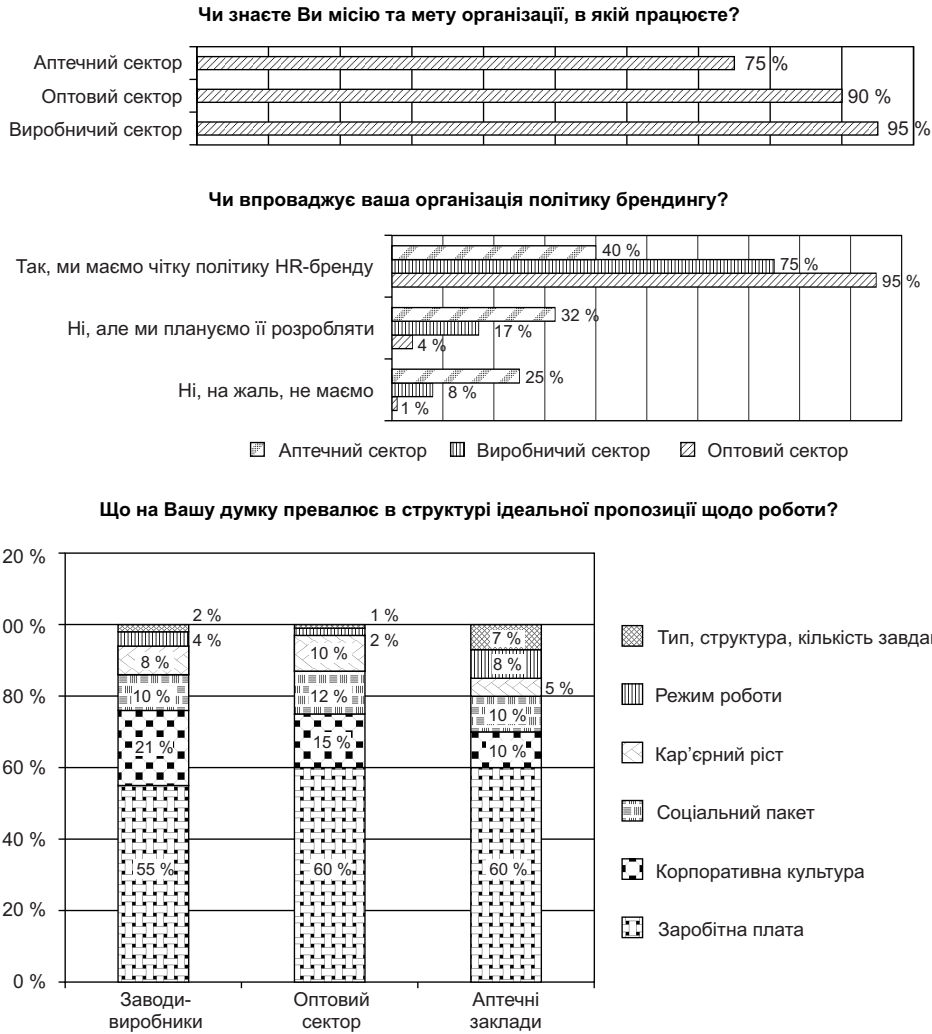 Чи знаєте Ви місію та мету організації, в якій працюєте?
Аптечний сектор
75 %
Оптовий сектор
90 %
Виробничий сектор
95 %
Чи впроваджує ваша організація політику брендингу?
Так, ми маємо чітку політику HR-бренду
40 %
75 %
95 %
Ні, але ми плануємо її розробляти
32 %
17 %
4 %
Ні, на жаль, не маємо
25 %
8 %
1 %
Аптечний сектор Виробничий сектор Оптовий сектор
Що на Вашу думку превалює в структурі ідеальної пропозиції щодо роботи?
20 %
00 %
80 %
60 %
40 %
20 %
0 %
2 %
4 %
8 %
10 %
21 %
55 %
1 %
2 %
10 %
12 %
15 %
60 %
7 %
8 %
5 %
10 %
10 %
60 %
Заводи-
виробники
Оптовий
сектор
Аптечні
заклади
Тип, структура, кількість завда
Режим роботи
Кар’єрний ріст
Соціальний пакет
Корпоративна культура
Заробітна плата